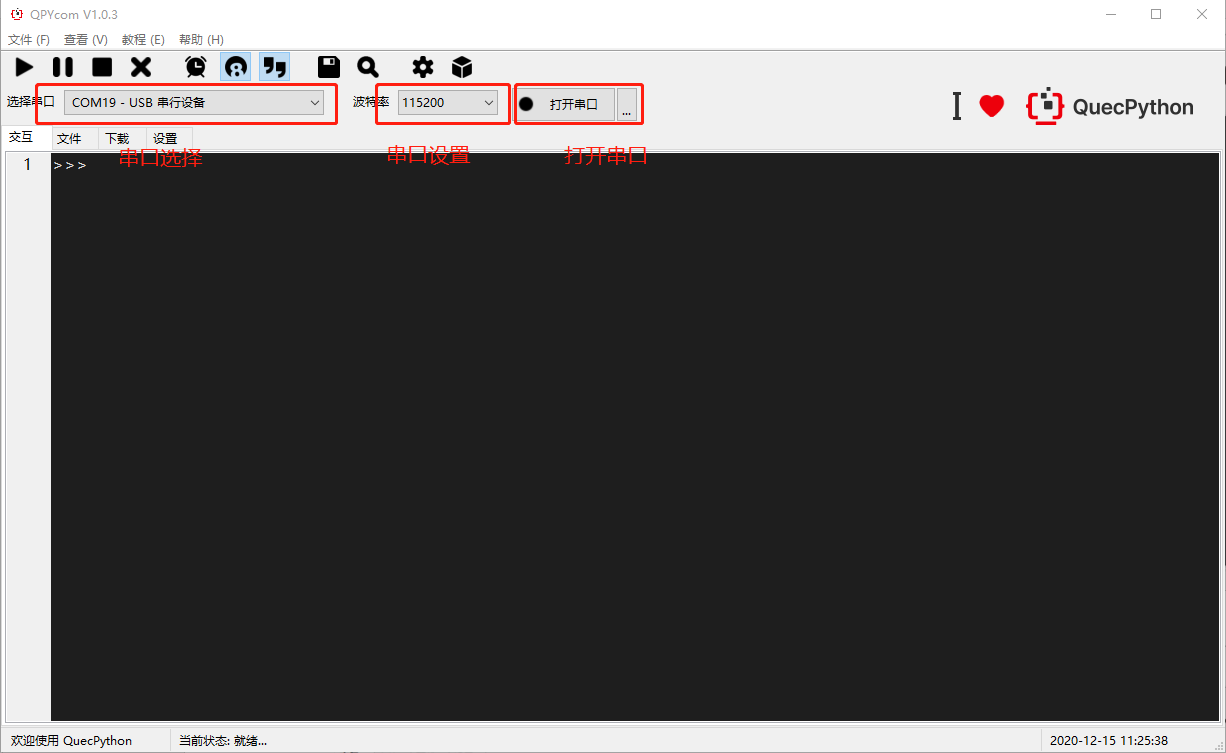 QPYcom V1.0.3
文件 (F) 查看 (V) 教程 (E) 帮助 (H)
选择串口 COM19 - USB 串行设备 波特率 115200 打开串口 ... I QuecPython
交互 文件 下载 设置
串口选择 串口设置 打开串口
1 >>>
欢迎使用 QuecPython 当前状态: 就绪... 2020-12-15 11:25:38